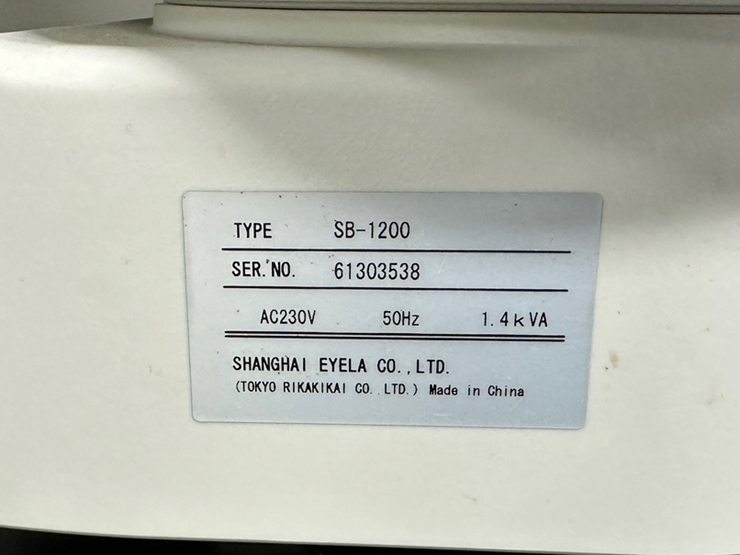 TYPE SB-1200
SER. NO. 61303538
AC230V 50Hz 1.4kVA
SHANGHAI EYELA CO.,LTD.
(TOKYO RIKAKIKAI CO.,LTD.) Made in China